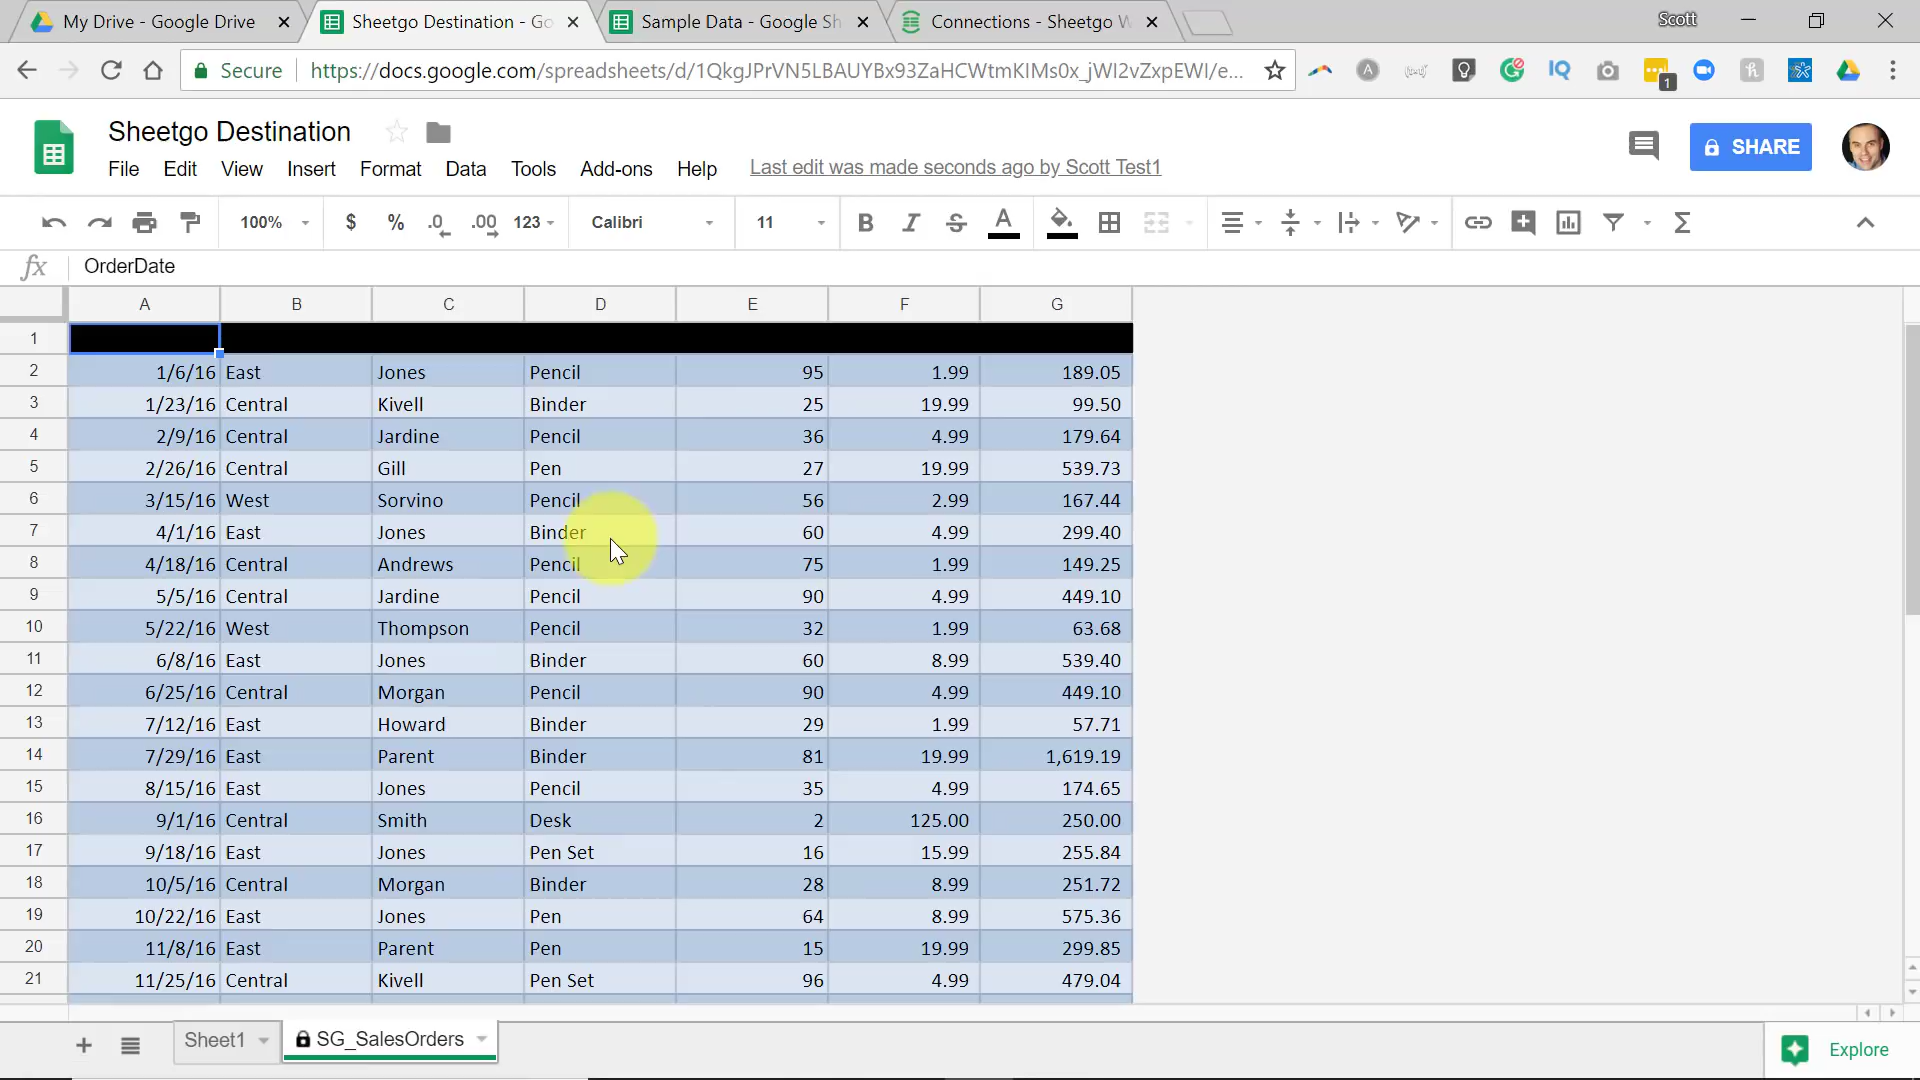 My Drive - Google Drive
Sheetgo Destination - Go
Sample Data - Google Sh
Connections - Sheetgo W
Scott
Secure https://docs.google.com/spreadsheets/d/1QkgJPrVN5LBAUYBx93ZaHCWtmKIMs0x_jWI2vZxpEWI/e...
A IQ 1
Sheetgo Destination
SHARE
File Edit View Insert Format Data Tools Add-ons Help Last edit was made seconds ago by Scott Test1
100% $ % .0 .00 123 Calibri 11 B I S A Σ
fx OrderDate
A B C D E F G
1
2 1/6/16 East Jones Pencil 95 1.99 189.05
3 1/23/16 Central Kivell Binder 25 19.99 99.50
4 2/9/16 Central Jardine Pencil 36 4.99 179.64
5 2/26/16 Central Gill Pen 27 19.99 539.73
6 3/15/16 West Sorvino Pencil 56 2.99 167.44
7 4/1/16 East Jones Binder 60 4.99 299.40
8 4/18/16 Central Andrews Pencil 75 1.99 149.25
9 5/5/16 Central Jardine Pencil 90 4.99 449.10
10 5/22/16 West Thompson Pencil 32 1.99 63.68
11 6/8/16 East Jones Binder 60 8.99 539.40
12 6/25/16 Central Morgan Pencil 90 4.99 449.10
13 7/12/16 East Howard Binder 29 1.99 57.71
14 7/29/16 East Parent Binder 81 19.99 1,619.19
15 8/15/16 East Jones Pencil 35 4.99 174.65
16 9/1/16 Central Smith Desk 2 125.00 250.00
17 9/18/16 East Jones Pen Set 16 15.99 255.84
18 10/5/16 Central Morgan Binder 28 8.99 251.72
19 10/22/16 East Jones Pen 64 8.99 575.36
20 11/8/16 East Parent Pen 15 19.99 299.85
21 11/25/16 Central Kivell Pen Set 96 4.99 479.04
Sheet1 SG_SalesOrders
Explore